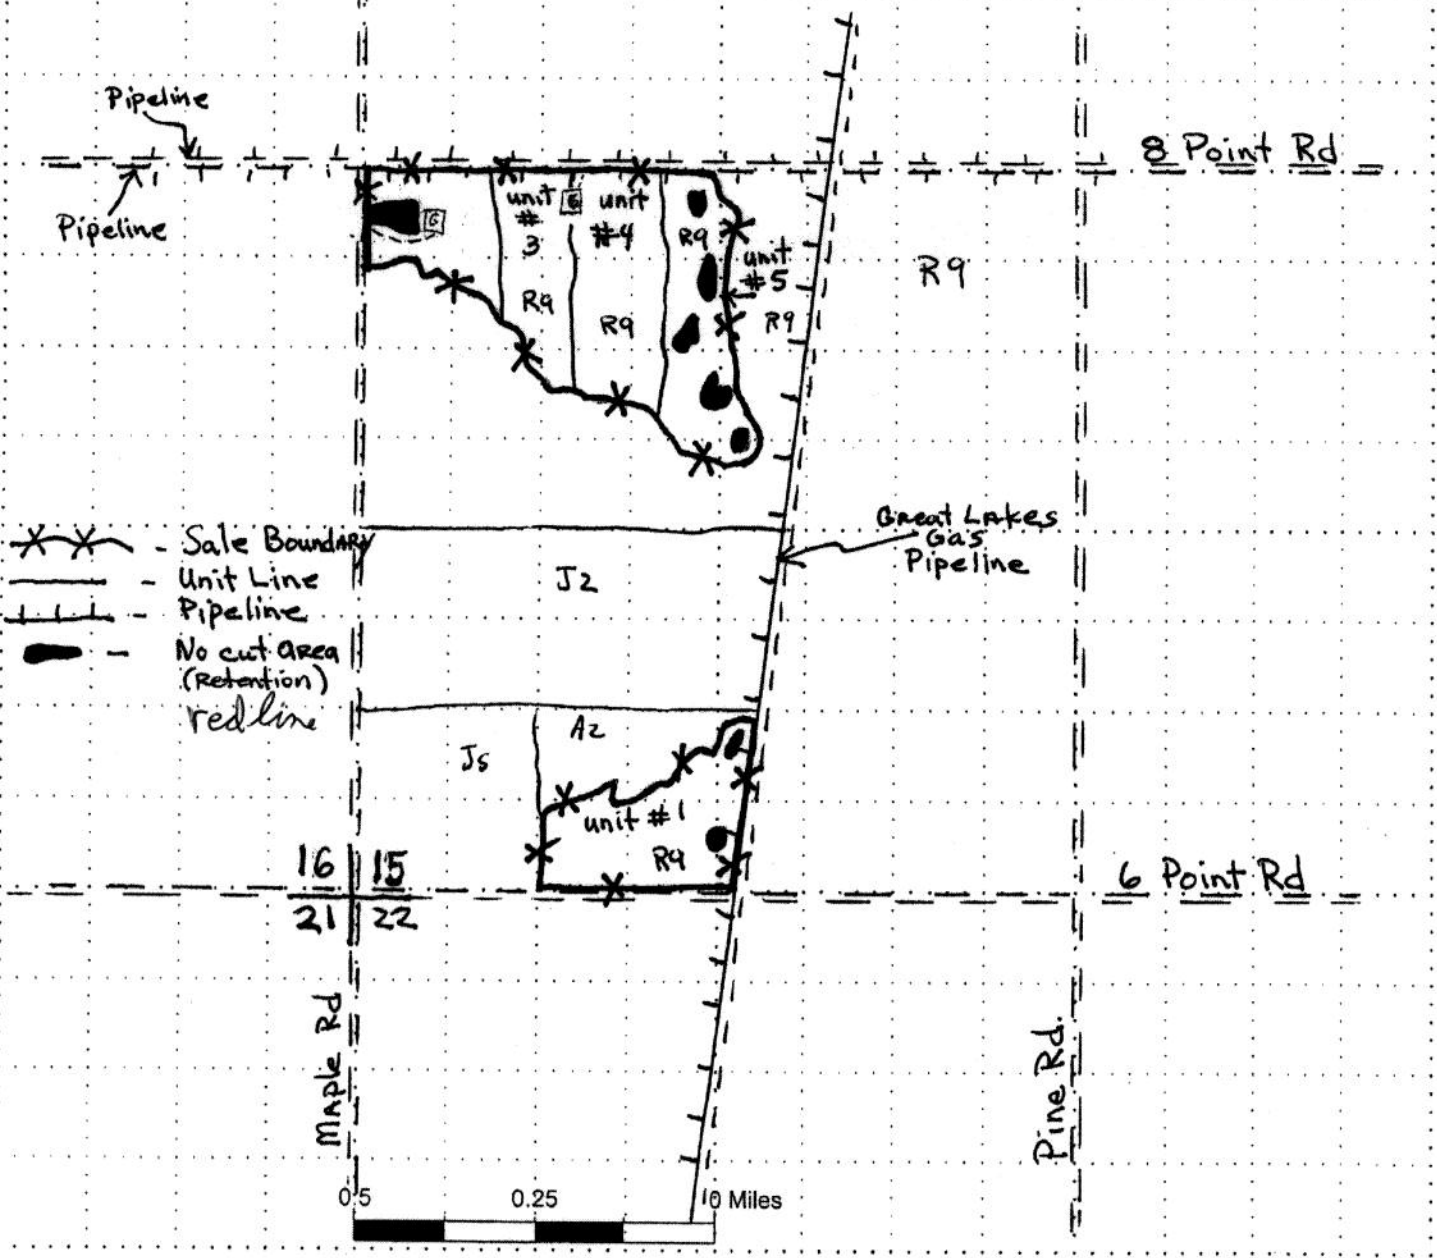 Pipeline
8 Point Rd
Pipeline
unit
#
3
G
unit
#4
G
R9
unit
#5
R9
R9
R9
R9
Great Lakes
Gas
Pipeline
Sale Boundary
Unit Line
Pipeline
No cut area
(Retention)
red line
J2
A2
J5
unit #1
R9
16 15
21 22
6 Point Rd
Maple Rd
Pine Rd.
0.5 0.25 0 Miles